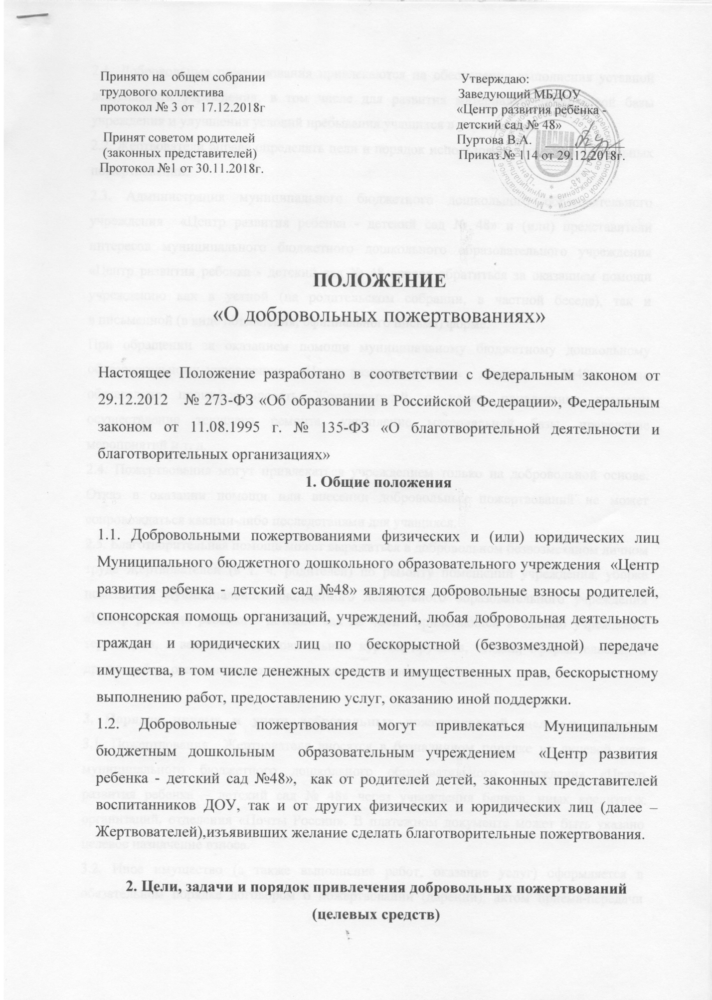 Принято на общем собрании
трудового коллектива
протокол № 3 от 17.12.2018г
Принят советом родителей
(законных представителей)
Протокол №1 от 30.11.2018г.
Утверждаю:
Заведующий МБДОУ
«Центр развития ребёнка -
детский сад № 48»
Пуртова В.А.
Приказ № 114 от 29.12.2018г.
ПОЛОЖЕНИЕ
«О добровольных пожертвованиях»
Настоящее Положение разработано в соответствии с Федеральным законом от
29.12.2012 № 273-ФЗ «Об образовании в Российской Федерации», Федеральным
законом от 11.08.1995 г. № 135-ФЗ «О благотворительной деятельности и
благотворительных организациях»
1. Общие положения
1.1. Добровольными пожертвованиями физических и (или) юридических лиц
Муниципального бюджетного дошкольного образовательного учреждения «Центр
развития ребенка - детский сад №48» являются добровольные взносы родителей,
спонсорская помощь организаций, учреждений, любая добровольная деятельность
граждан и юридических лиц по бескорыстной (безвозмездной) передаче
имущества, в том числе денежных средств и имущественных прав, бескорыстному
выполнению работ, предоставлению услуг, оказанию иной поддержки.
1.2. Добровольные пожертвования могут привлекаться Муниципальным
бюджетным дошкольным образовательным учреждением «Центр развития
ребенка - детский сад №48», как от родителей детей, законных представителей
воспитанников ДОУ, так и от других физических и юридических лиц (далее –
Жертвователей),изъявивших желание сделать благотворительные пожертвования.
2. Цели, задачи и порядок привлечения добровольных пожертвований
(целевых средств)